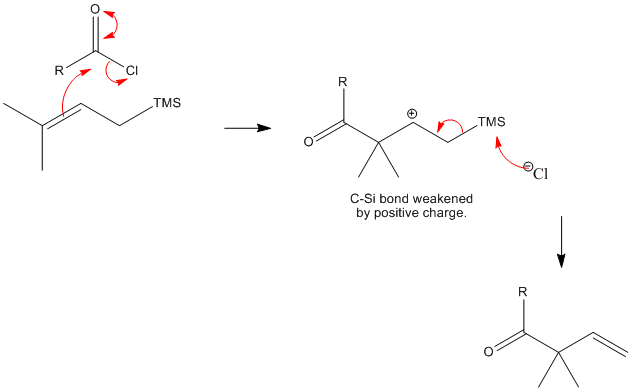 O
R
Cl
TMS
R
O
⊕
TMS
⊖Cl
C-Si bond weakened
by positive charge.
R
O